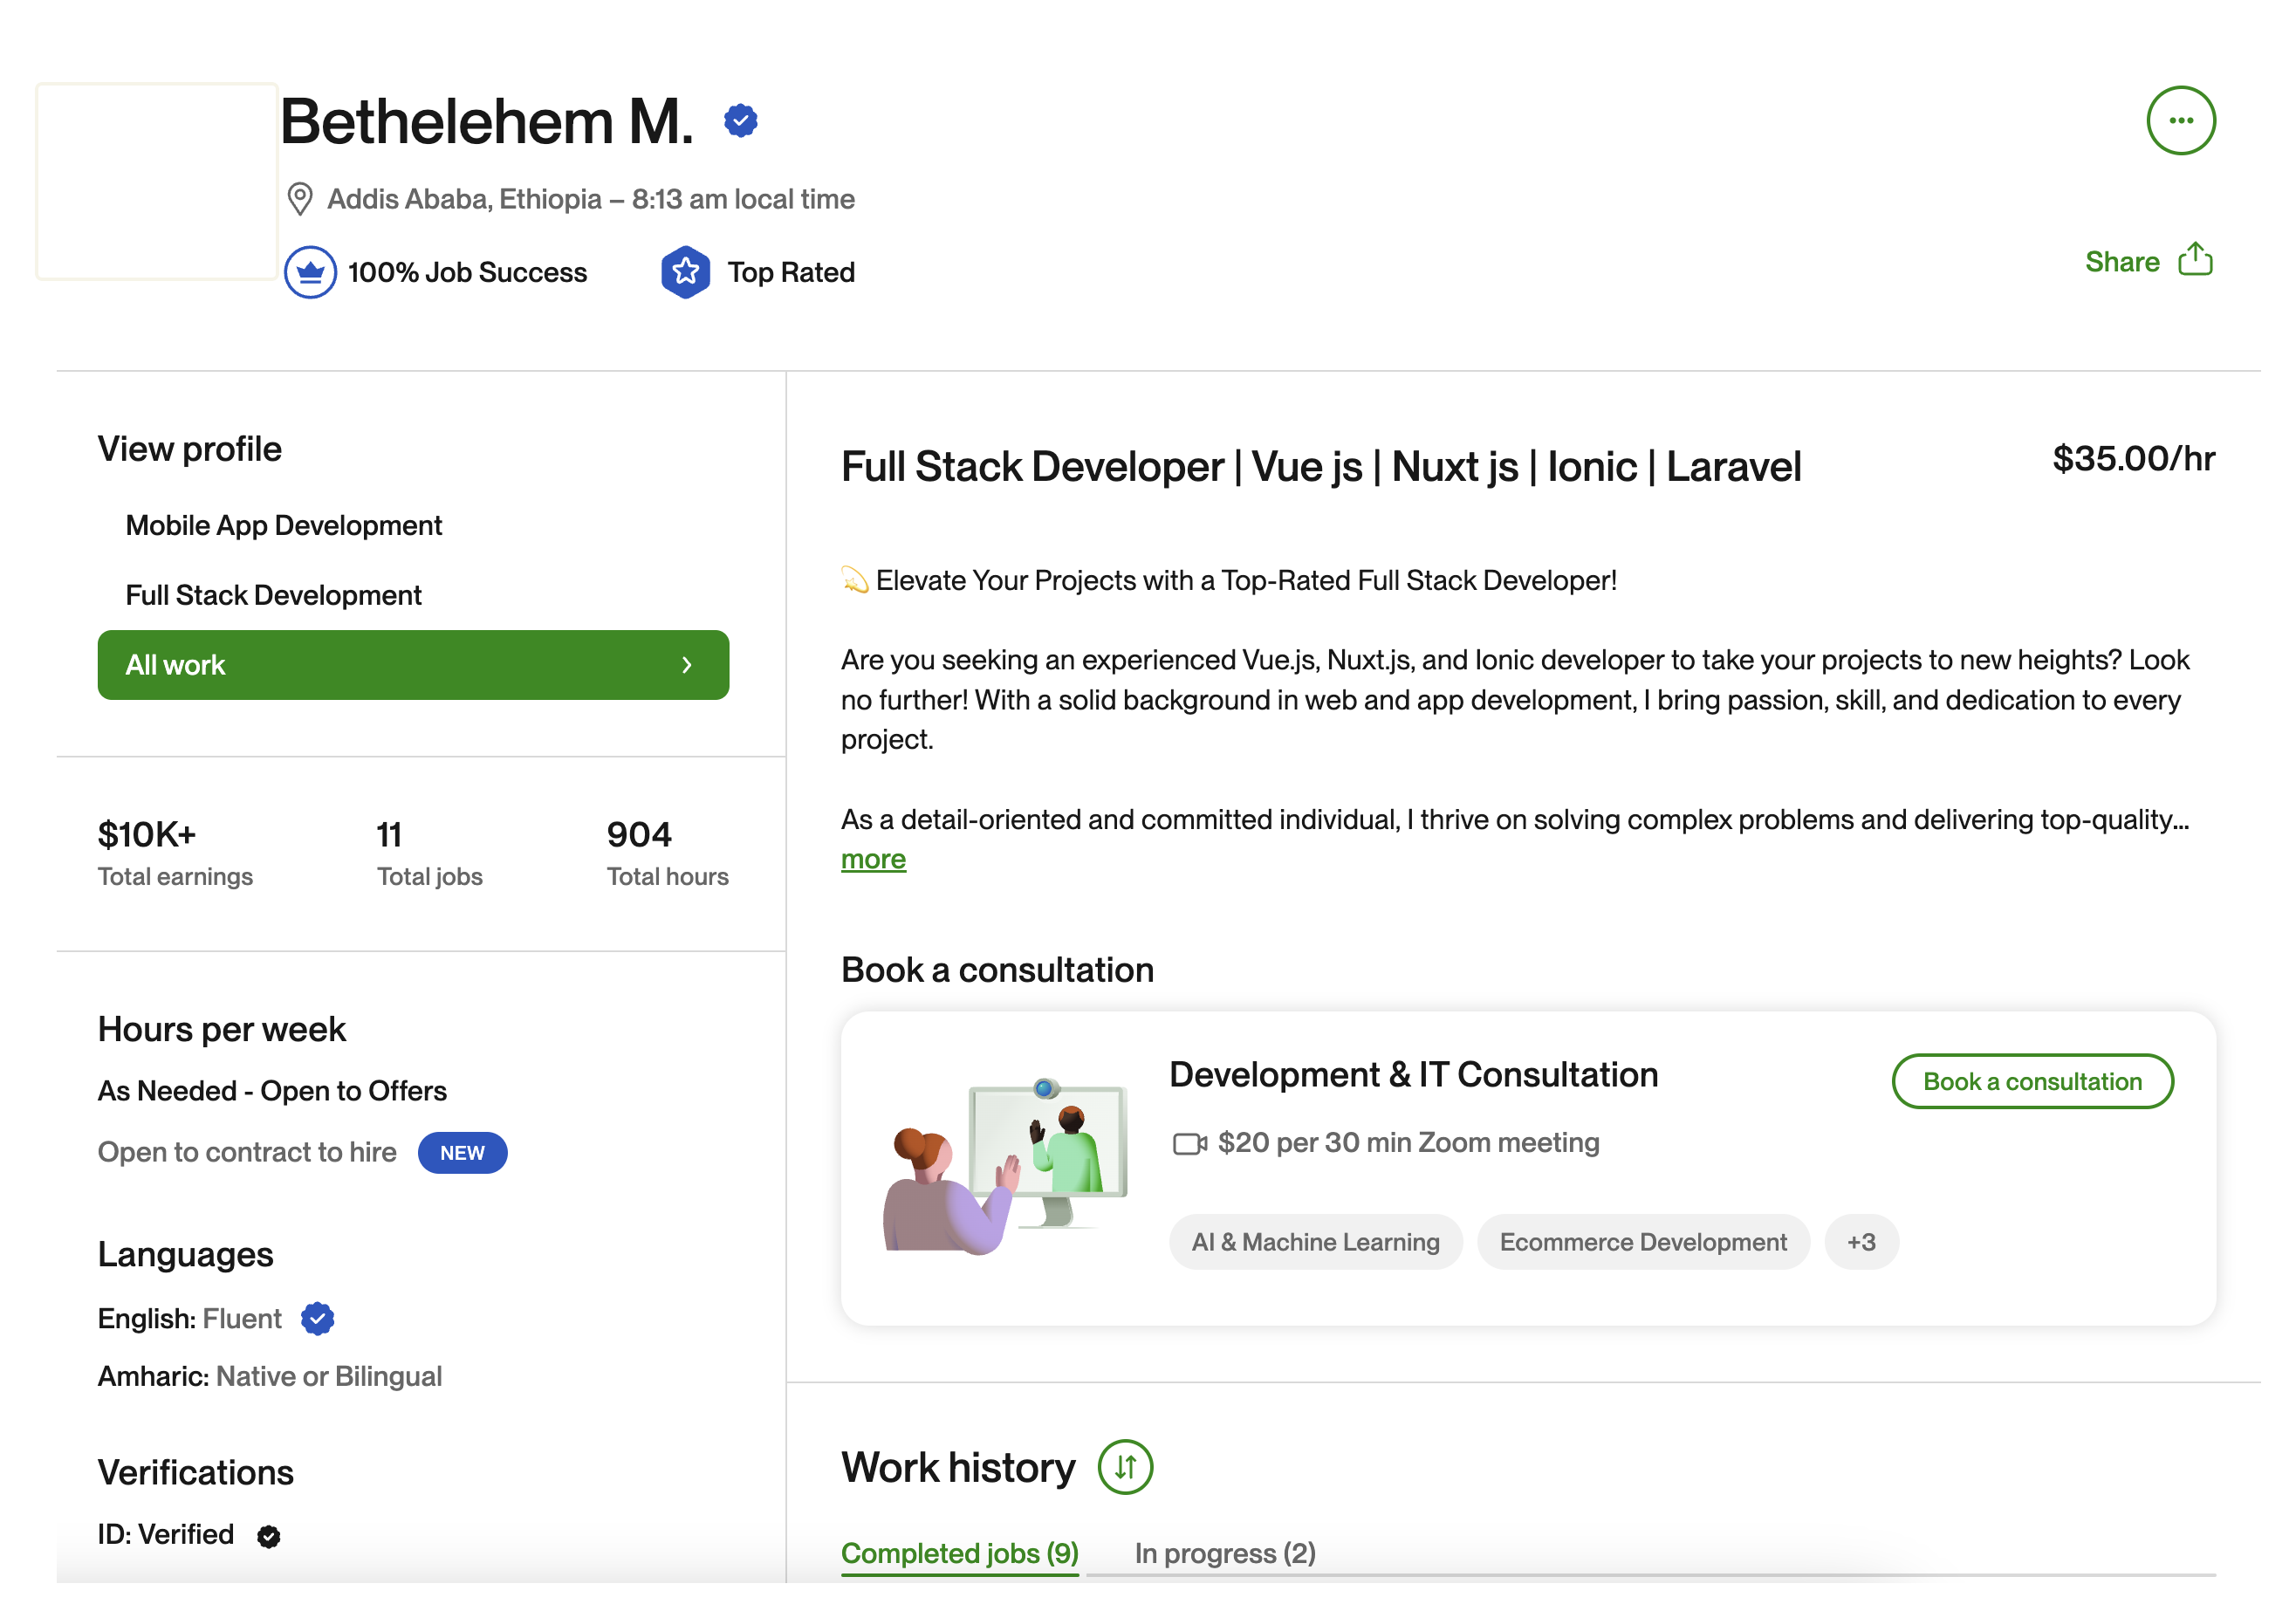 Bethelehem M.
Addis Ababa, Ethiopia – 8:13 am local time
100% Job Success
Top Rated
Share
View profile
Mobile App Development
Full Stack Development
All work
$10K+
Total earnings
11
Total jobs
904
Total hours
Hours per week
As Needed - Open to Offers
Open to contract to hire NEW
Languages
English: Fluent
Amharic: Native or Bilingual
Verifications
ID: Verified
Full Stack Developer | Vue js | Nuxt js | Ionic | Laravel
$35.00/hr
💫 Elevate Your Projects with a Top-Rated Full Stack Developer!
Are you seeking an experienced Vue.js, Nuxt.js, and Ionic developer to take your projects to new heights? Look
no further! With a solid background in web and app development, I bring passion, skill, and dedication to every
project.
As a detail-oriented and committed individual, I thrive on solving complex problems and delivering top-quality...
more
Book a consultation
Development & IT Consultation
Book a consultation
$20 per 30 min Zoom meeting
AI & Machine Learning
Ecommerce Development
+3
Work history
Completed jobs (9)
In progress (2)